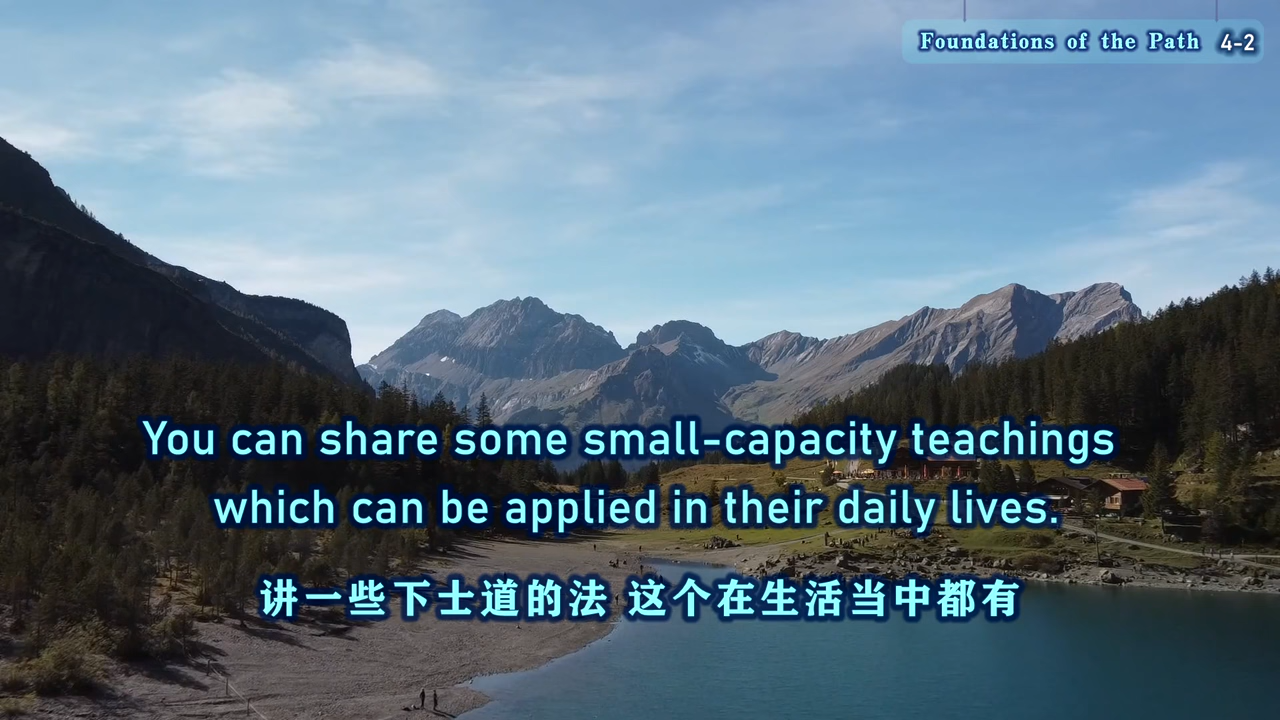 Foundations of the Path 4-2
You can share some small-capacity teachings
which can be applied in their daily lives.
讲一些下士道的法 这个在生活当中都有